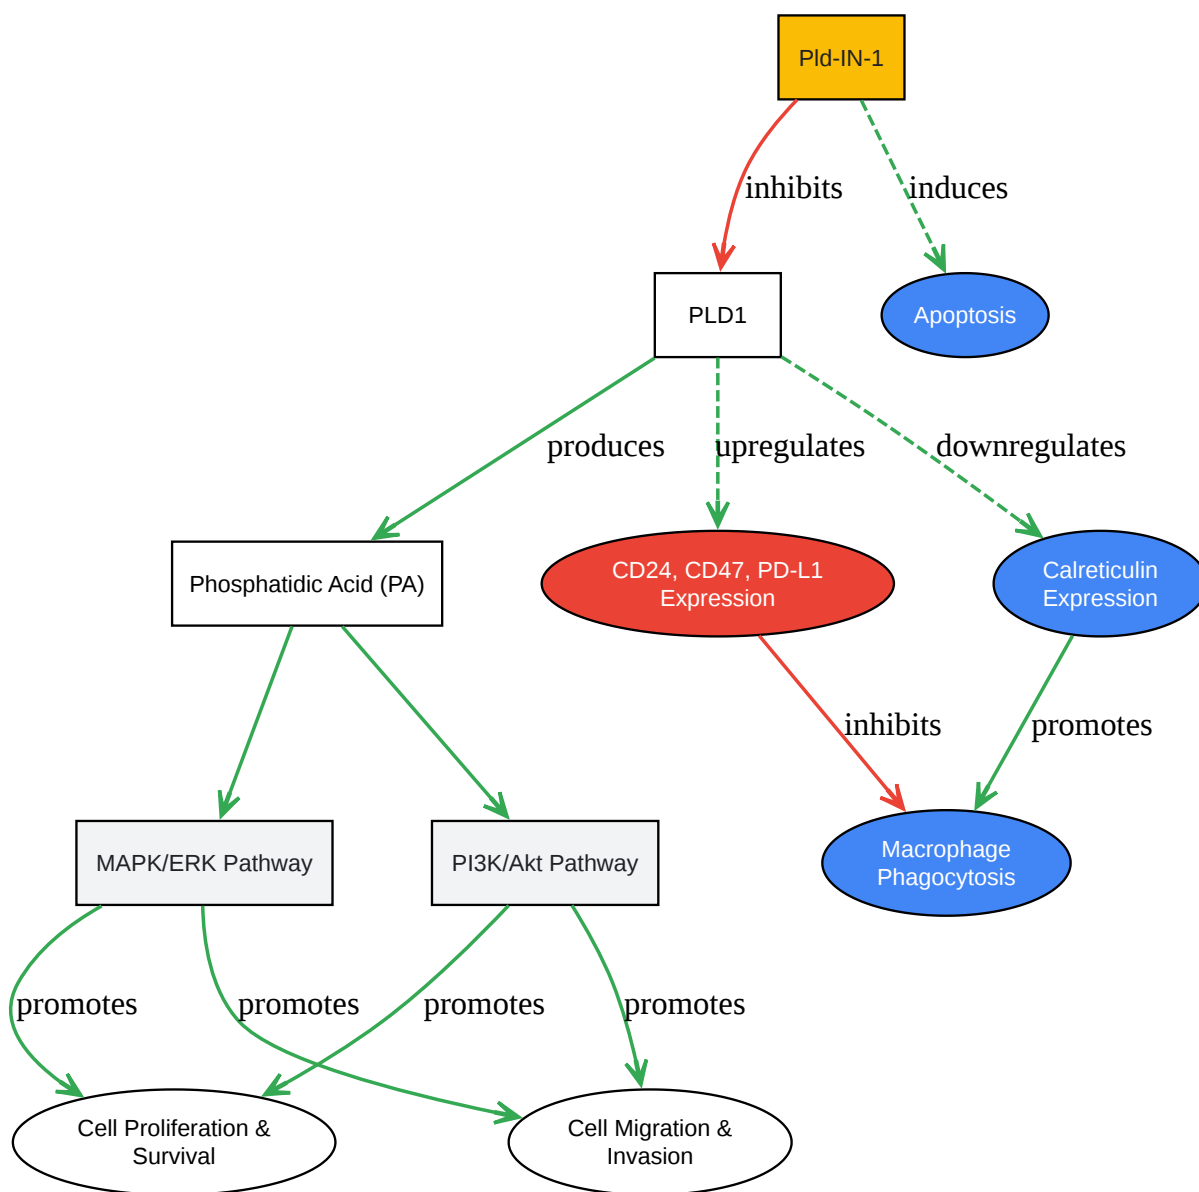 Pld-IN-1
inhibits
induces
PLD1
Apoptosis
produces
upregulates
downregulates
Phosphatidic Acid (PA)
CD24, CD47, PD-L1
Expression
Calreticulin
Expression
inhibits
promotes
MAPK/ERK Pathway
PI3K/Akt Pathway
Macrophage
Phagocytosis
promotes
promotes
promotes
promotes
Cell Proliferation &
Survival
Cell Migration &
Invasion